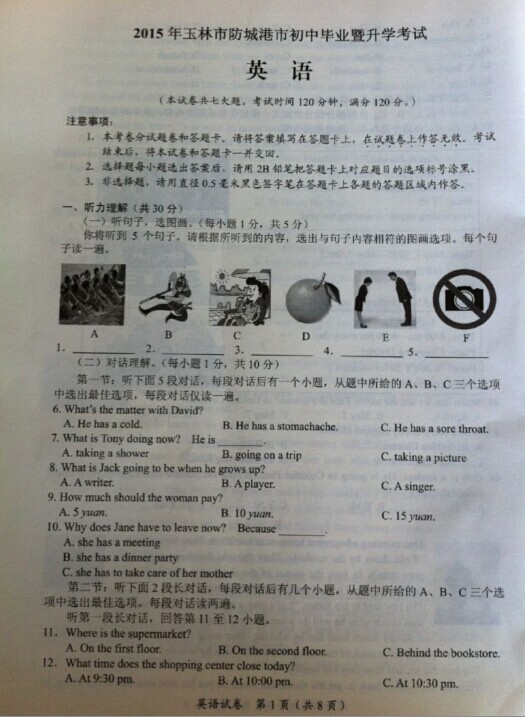 2015 年玉林市防城港市初中毕业暨升学考试
英 语
(本试卷共七大题,考试时间 120 分钟,满分 120 分。)
注意事项:
1. 本考卷分试题卷和答题卡。请将答案填写在答题卡上,在试题卷上作答无效。考试
结束后,将本试卷和答题卡一并交回。
2. 选择题每小题选出答案后,请用 2B 铅笔把答题卡上对应题目的选项标号涂黑。
3. 非选择题,请用直径 0.5 毫米黑色签字笔在答题卡上各题的答题区域内作答。
一、听力理解(共 30 分)
(一)听句子,选图画。(每小题 1 分,共 5 分)
你将听到 5 个句子。请根据所听到的内容,选出与句子内容相符的图画选项。每个句
子读一遍。
A B C D E F
1. ________ 2. ________ 3. ________ 4. ________ 5. ________
(二)对话理解。(每小题 1 分,共 10 分)
第一节:听下面 5 段对话,每段对话后有一个小题,从题中所给的 A、B、C 三个选项
中选出最佳选项,每段对话仅读一遍。
6. What's the matter with David?
A. He has a cold. B. He has a stomachache. C. He has a sore throat.
7. What is Tony doing now? He is ________.
A. taking a shower B. going on a trip C. taking a picture
8. What is Jack going to be when he grows up?
A. A writer. B. A player. C. A singer.
9. How much should the woman pay?
A. 5 yuan. B. 10 yuan. C. 15 yuan.
10. Why does Jane have to leave now? Because ________.
A. she has a meeting
B. she has a dinner party
C. she has to take care of her mother
第二节:听下面 2 段长对话,每段对话后有几个小题,从题中所给的 A、B、C 三个选
项中选出最佳选项。每段对话读两遍。
听第一段长对话,回答第 11 至 12 小题。
11. Where is the supermarket?
A. On the first floor. B. On the second floor. C. Behind the bookstore.
12. What time does the shopping center close today?
A. At 9:30 pm. B. At 10:00 pm. C. At 10:30 pm.
英语试卷 第 1 页 (共 8 页)